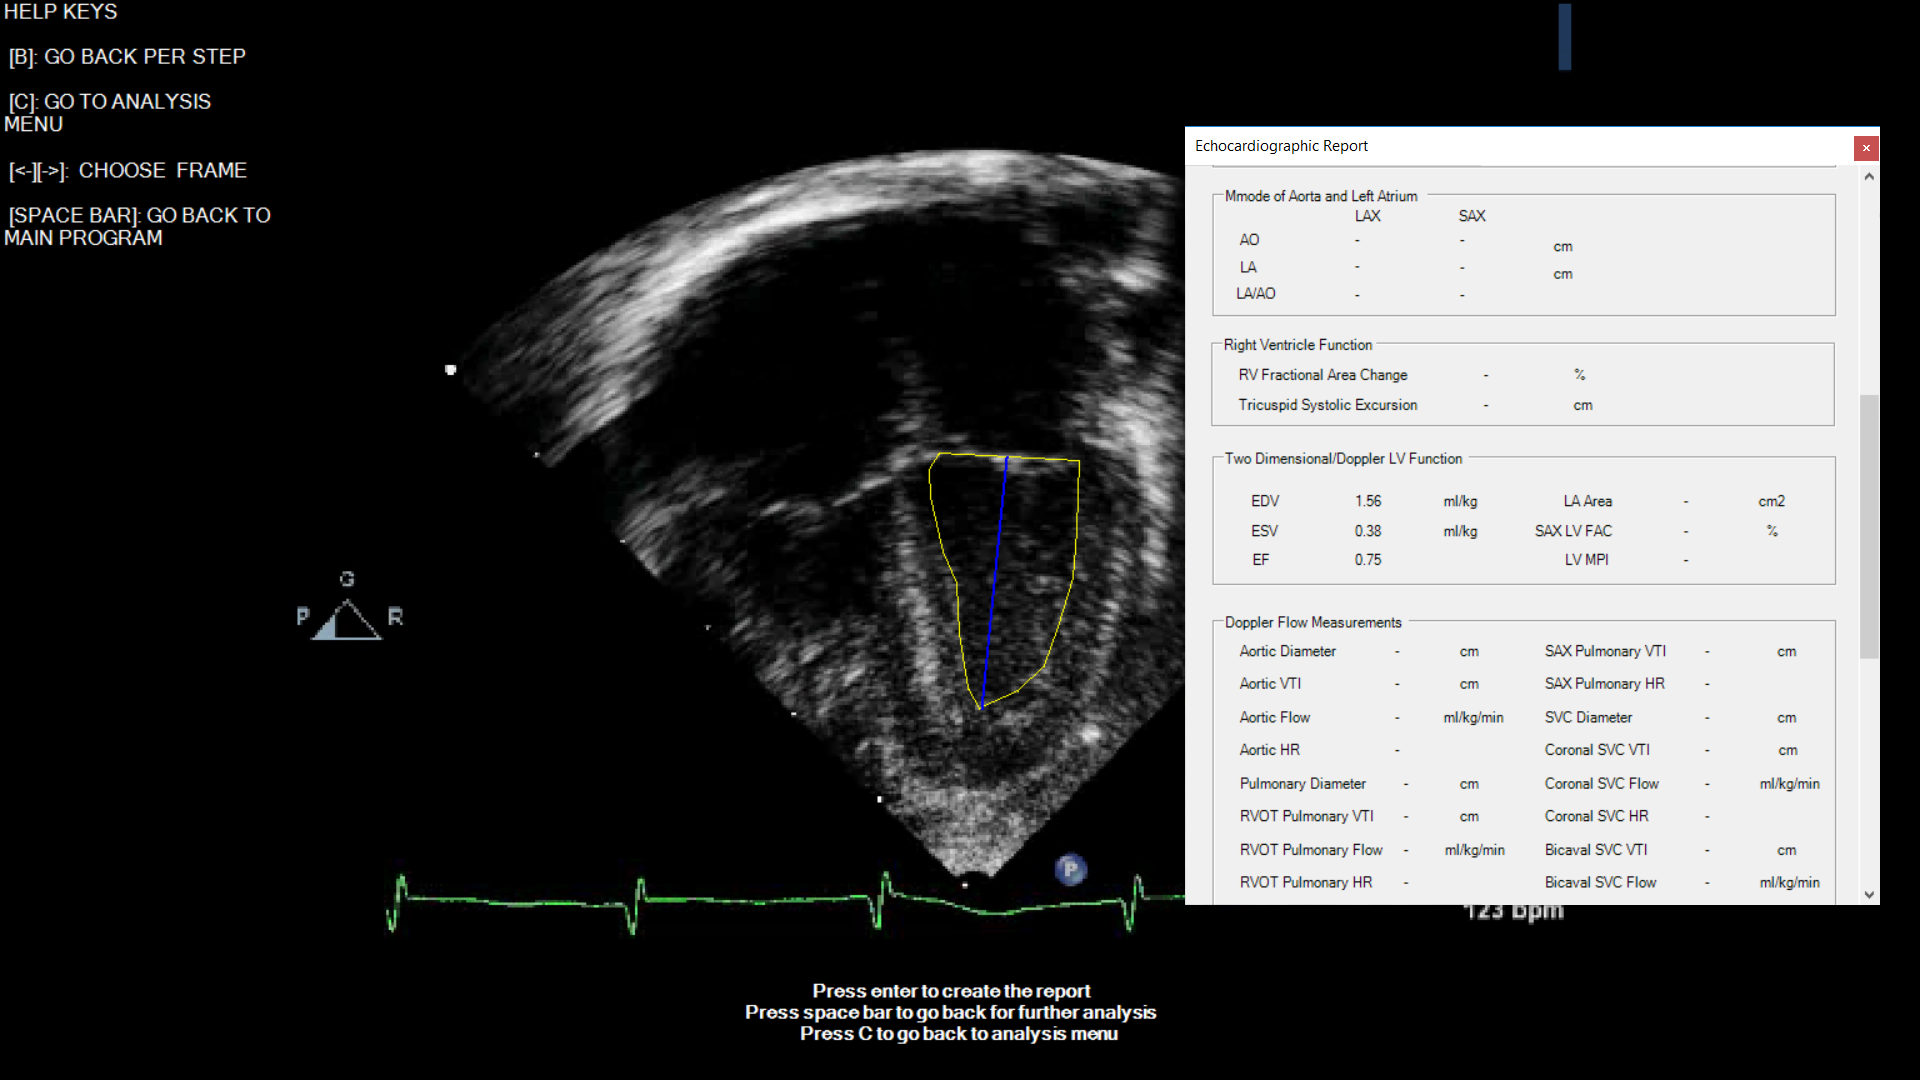 HELP KEYS
[B]: GO BACK PER STEP
[C]: GO TO ANALYSIS
MENU
[<-][->]: CHOOSE FRAME
[SPACE BAR]: GO BACK TO
MAIN PROGRAM
G
P R
P
Echocardiographic Report
Mmode of Aorta and Left Atrium
LAX SAX
AO - - cm
LA - - cm
LA/AO - -
Right Ventricle Function
RV Fractional Area Change - %
Tricuspid Systolic Excursion - cm
Two Dimensional/Doppler LV Function
EDV 1.56 ml/kg LA Area - cm2
ESV 0.38 ml/kg SAX LV FAC - %
EF 0.75 LV MPI -
Doppler Flow Measurements
Aortic Diameter - cm SAX Pulmonary VTI - cm
Aortic VTI - cm SAX Pulmonary HR -
Aortic Flow - ml/kg/min SVC Diameter - cm
Aortic HR - Coronal SVC VTI - cm
Pulmonary Diameter - cm Coronal SVC Flow - ml/kg/min
RVOT Pulmonary VTI - cm Coronal SVC HR -
RVOT Pulmonary Flow - ml/kg/min Bicaval SVC VTI - cm
RVOT Pulmonary HR - Bicaval SVC Flow - ml/kg/min
123 bpm
Press enter to create the report
Press space bar to go back for further analysis
Press C to go back to analysis menu